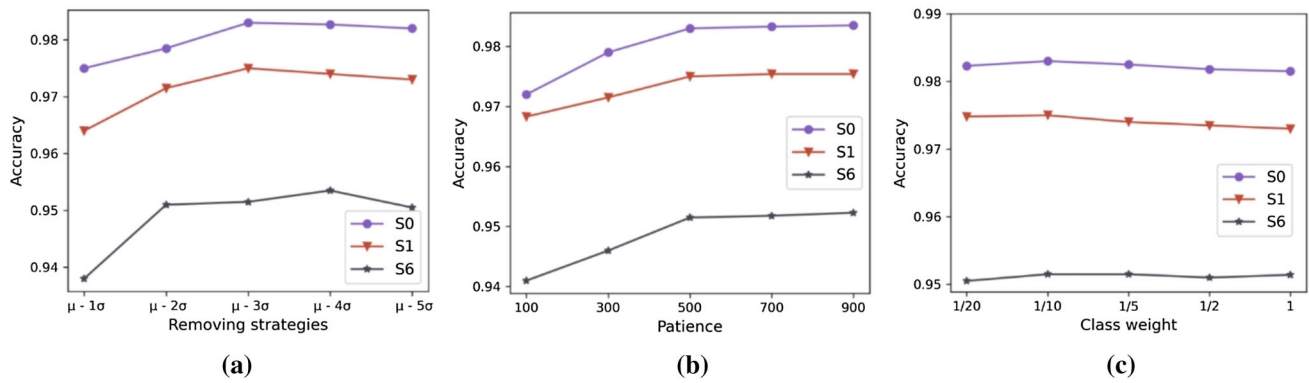 0.98
0.97
0.96
0.95
0.94
Accuracy
S0
S1
S6
μ - 1σ μ - 2σ μ - 3σ μ - 4σ μ - 5σ
Removing strategies
(a)
0.98
0.97
0.96
0.95
0.94
Accuracy
S0
S1
S6
100 300 500 700 900
Patience
(b)
0.99
0.98
0.97
0.96
0.95
Accuracy
S0
S1
S6
1/20 1/10 1/5 1/2 1
Class weight
(c)